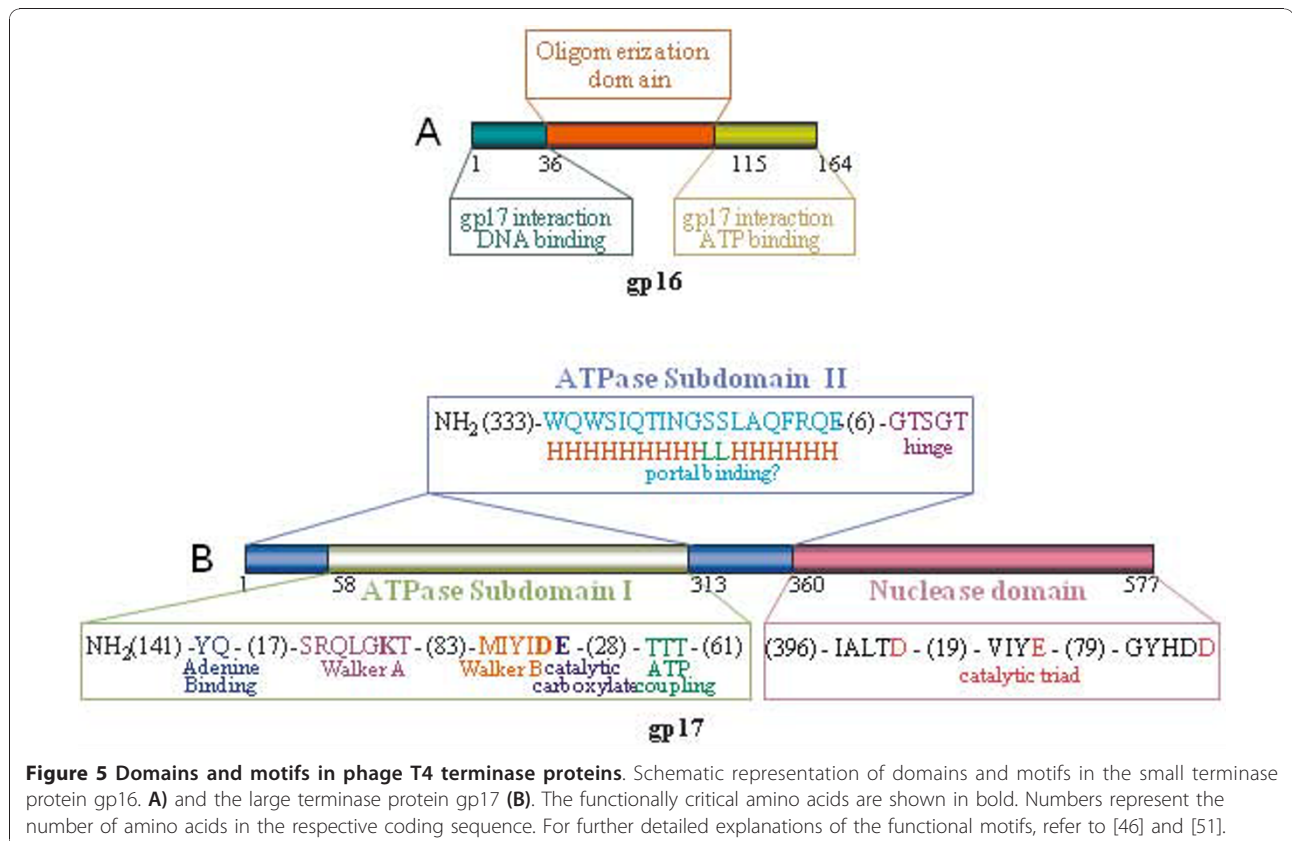 Oligomerization
domain
A
1 36 115 164
gp17 interaction
DNA binding
gp17 interaction
ATP binding
gp16
ATPase Subdomain II
NH2 (333)-WQWSIQTINGSSLAQFRQE-(6) -GTSGT
HHHHHHHHHHLLHHHHHHH
hinge
portal binding?
B
1 58 313 360 577
ATPase Subdomain I
Nuclease domain
NH2(141) -YQ - (17)-SRQLGKT - (83)-MIYIDE -(28)- TTT - (61)
Adenine
Binding
Walker A
Walker B
catalytic
carboxylate
ATP
coupling
(396) - IALTD - (19) - VIYE - (79) - GYHDD
catalytic triad
gp17
Figure 5 Domains and motifs in phage T4 terminase proteins. Schematic representation of domains and motifs in the small terminase
protein gp16. A) and the large terminase protein gp17 (B). The functionally critical amino acids are shown in bold. Numbers represent the
number of amino acids in the respective coding sequence. For further detailed explanations of the functional motifs, refer to [46] and [51].